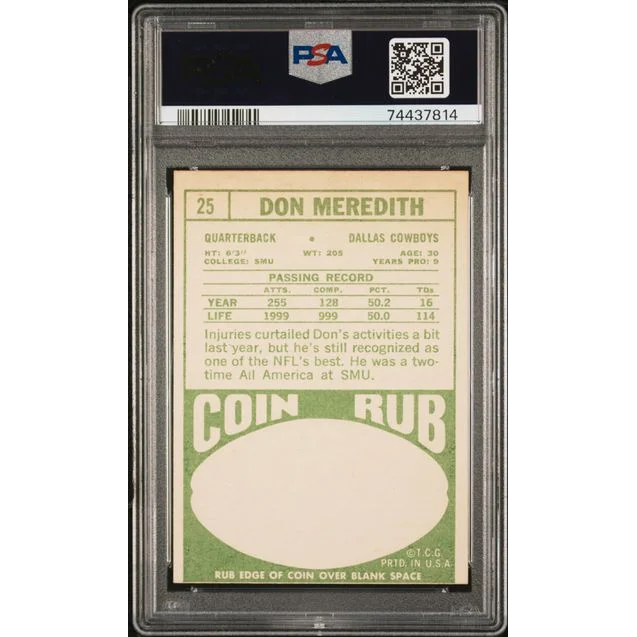 PSA
74437814
25 DON MEREDITH
QUARTERBACK • DALLAS COWBOYS
HT: 6'3" WT: 205 AGE: 30
COLLEGE: SMU YEARS PRO: 9
PASSING RECORD
ATTS. COMP. PCT. TDs
YEAR 255 128 50.2 16
LIFE 1999 999 50.0 114
Injuries curtailed Don's activities a bit
last year, but he's still recognized as
one of the NFL's best. He was a two-
time All America at SMU.
COIN RUB
©T.C.G.
PRTD. IN U.S.A
RUB EDGE OF COIN OVER BLANK SPACE
PSA